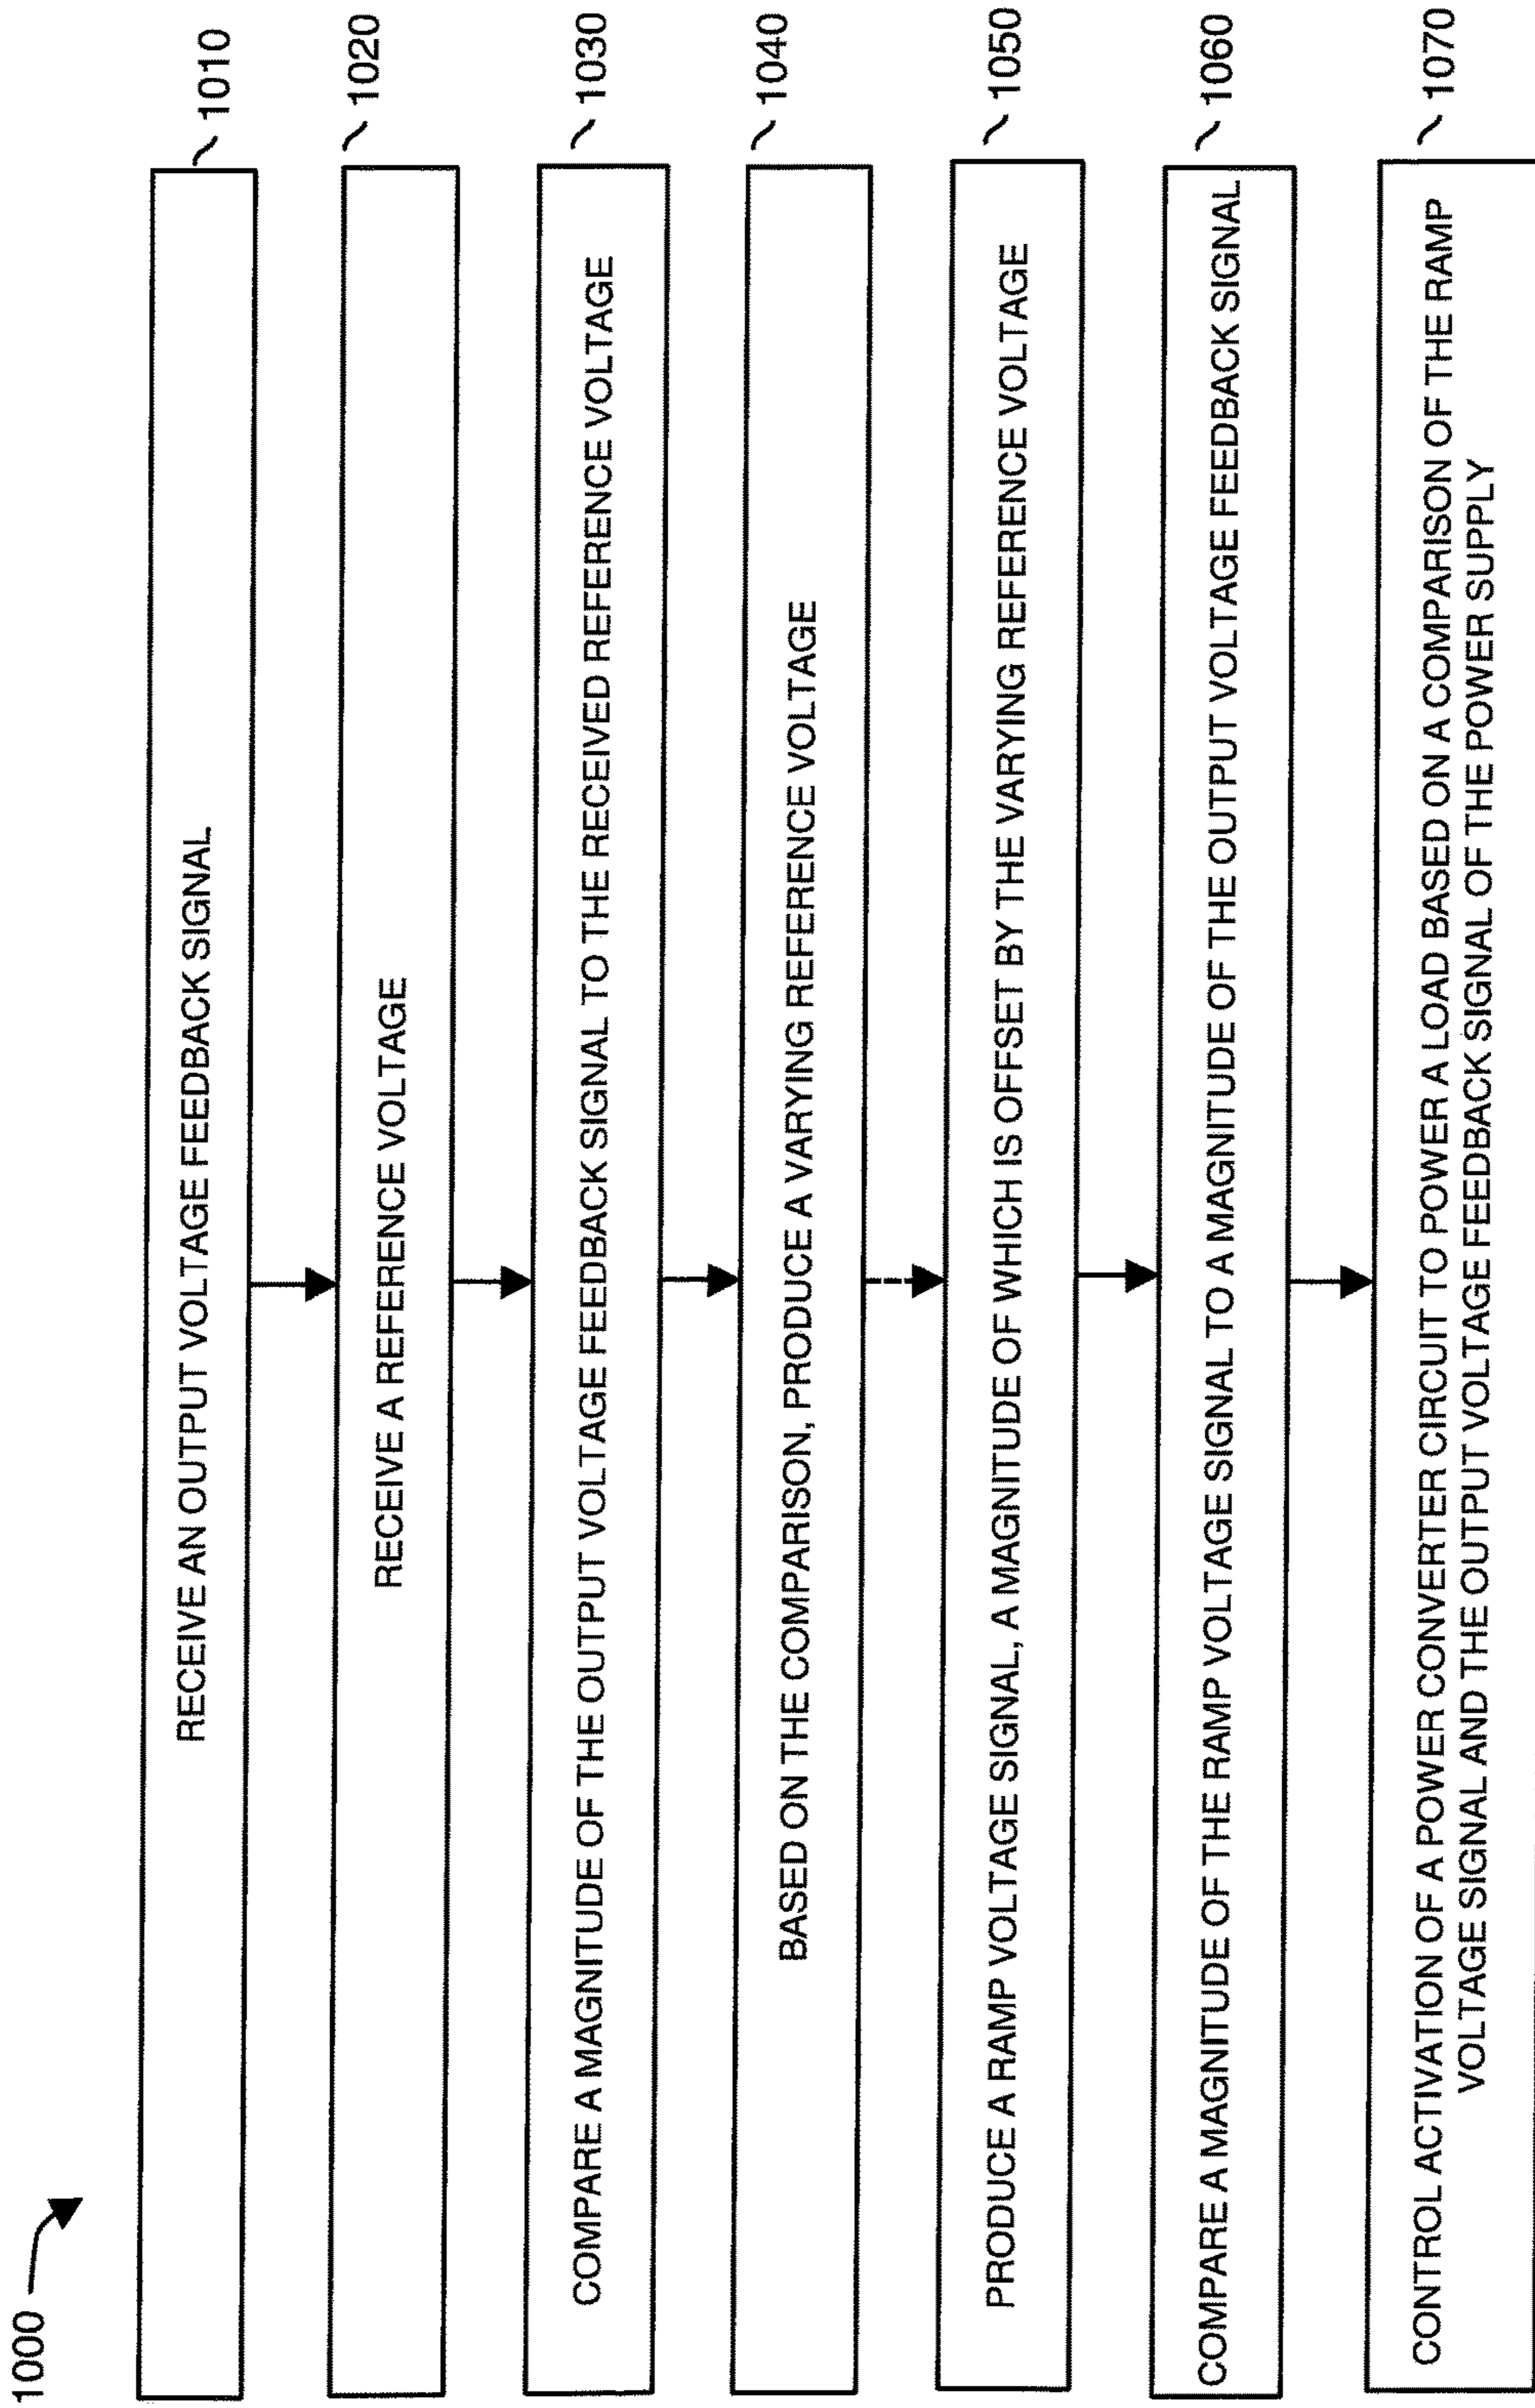 1000
RECEIVE AN OUTPUT VOLTAGE FEEDBACK SIGNAL
1010
RECEIVE A REFERENCE VOLTAGE
1020
COMPARE A MAGNITUDE OF THE OUTPUT VOLTAGE FEEDBACK SIGNAL TO THE RECEIVED REFERENCE VOLTAGE
1030
BASED ON THE COMPARISON, PRODUCE A VARYING REFERENCE VOLTAGE
1040
PRODUCE A RAMP VOLTAGE SIGNAL, A MAGNITUDE OF WHICH IS OFFSET BY THE VARYING REFERENCE VOLTAGE
1050
COMPARE A MAGNITUDE OF THE RAMP VOLTAGE SIGNAL TO A MAGNITUDE OF THE OUTPUT VOLTAGE FEEDBACK SIGNAL
1060
CONTROL ACTIVATION OF A POWER CONVERTER CIRCUIT TO POWER A LOAD BASED ON A COMPARISON OF THE RAMP
VOLTAGE SIGNAL AND THE OUTPUT VOLTAGE FEEDBACK SIGNAL OF THE POWER SUPPLY
1070